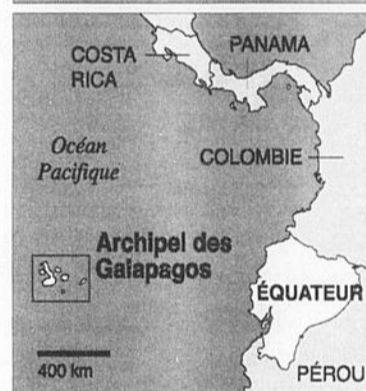 COSTA
RICA
PANAMA
Océan
Pacifique
COLOMBIE
Archipel des
Galapagos
ÉQUATEUR
400 km
PÉROU